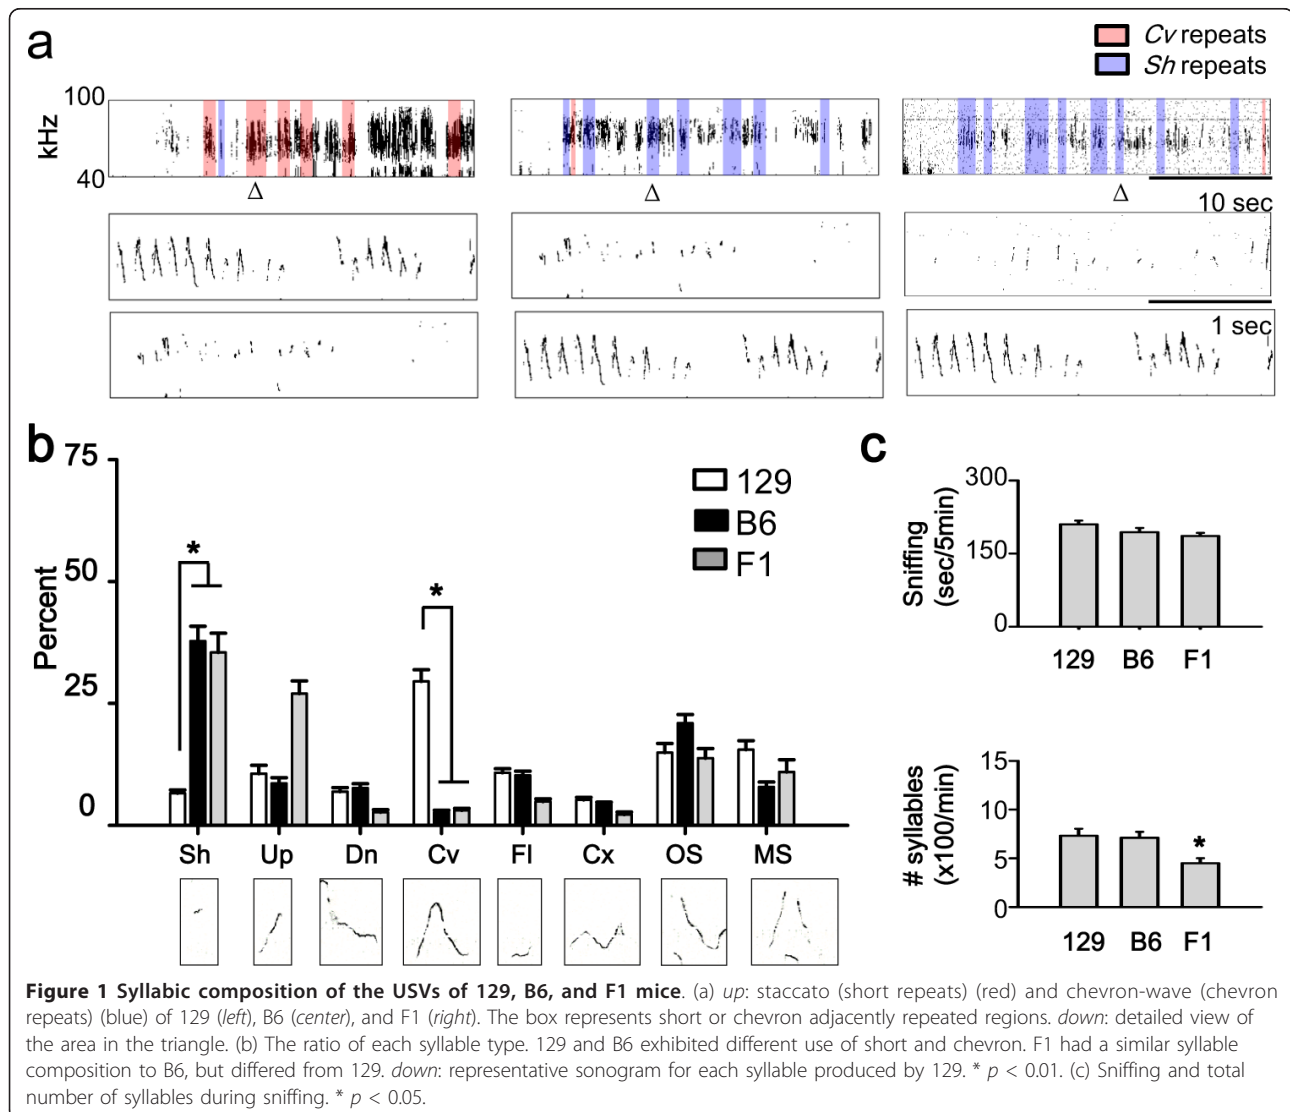 a
Cv repeats
Sh repeats
100
kHz
40
Δ
Δ
Δ
10 sec
1 sec
b
75
50
25
0
Percent
129
B6
F1
*
*
Sh Up Dn Cv Fl Cx OS MS
c
300
150
0
Sniffing
(sec/5min)
129 B6 F1
15
10
5
0
# syllables
(x100/min)
*
129 B6 F1
Figure 1 Syllabic composition of the USVs of 129, B6, and F1 mice. (a) up: staccato (short repeats) (red) and chevron-wave (chevron
repeats) (blue) of 129 (left), B6 (center), and F1 (right). The box represents short or chevron adjacently repeated regions. down: detailed view of
the area in the triangle. (b) The ratio of each syllable type. 129 and B6 exhibited different use of short and chevron. F1 had a similar syllable
composition to B6, but differed from 129. down: representative sonogram for each syllable produced by 129. * p < 0.01. (c) Sniffing and total
number of syllables during sniffing. * p < 0.05.